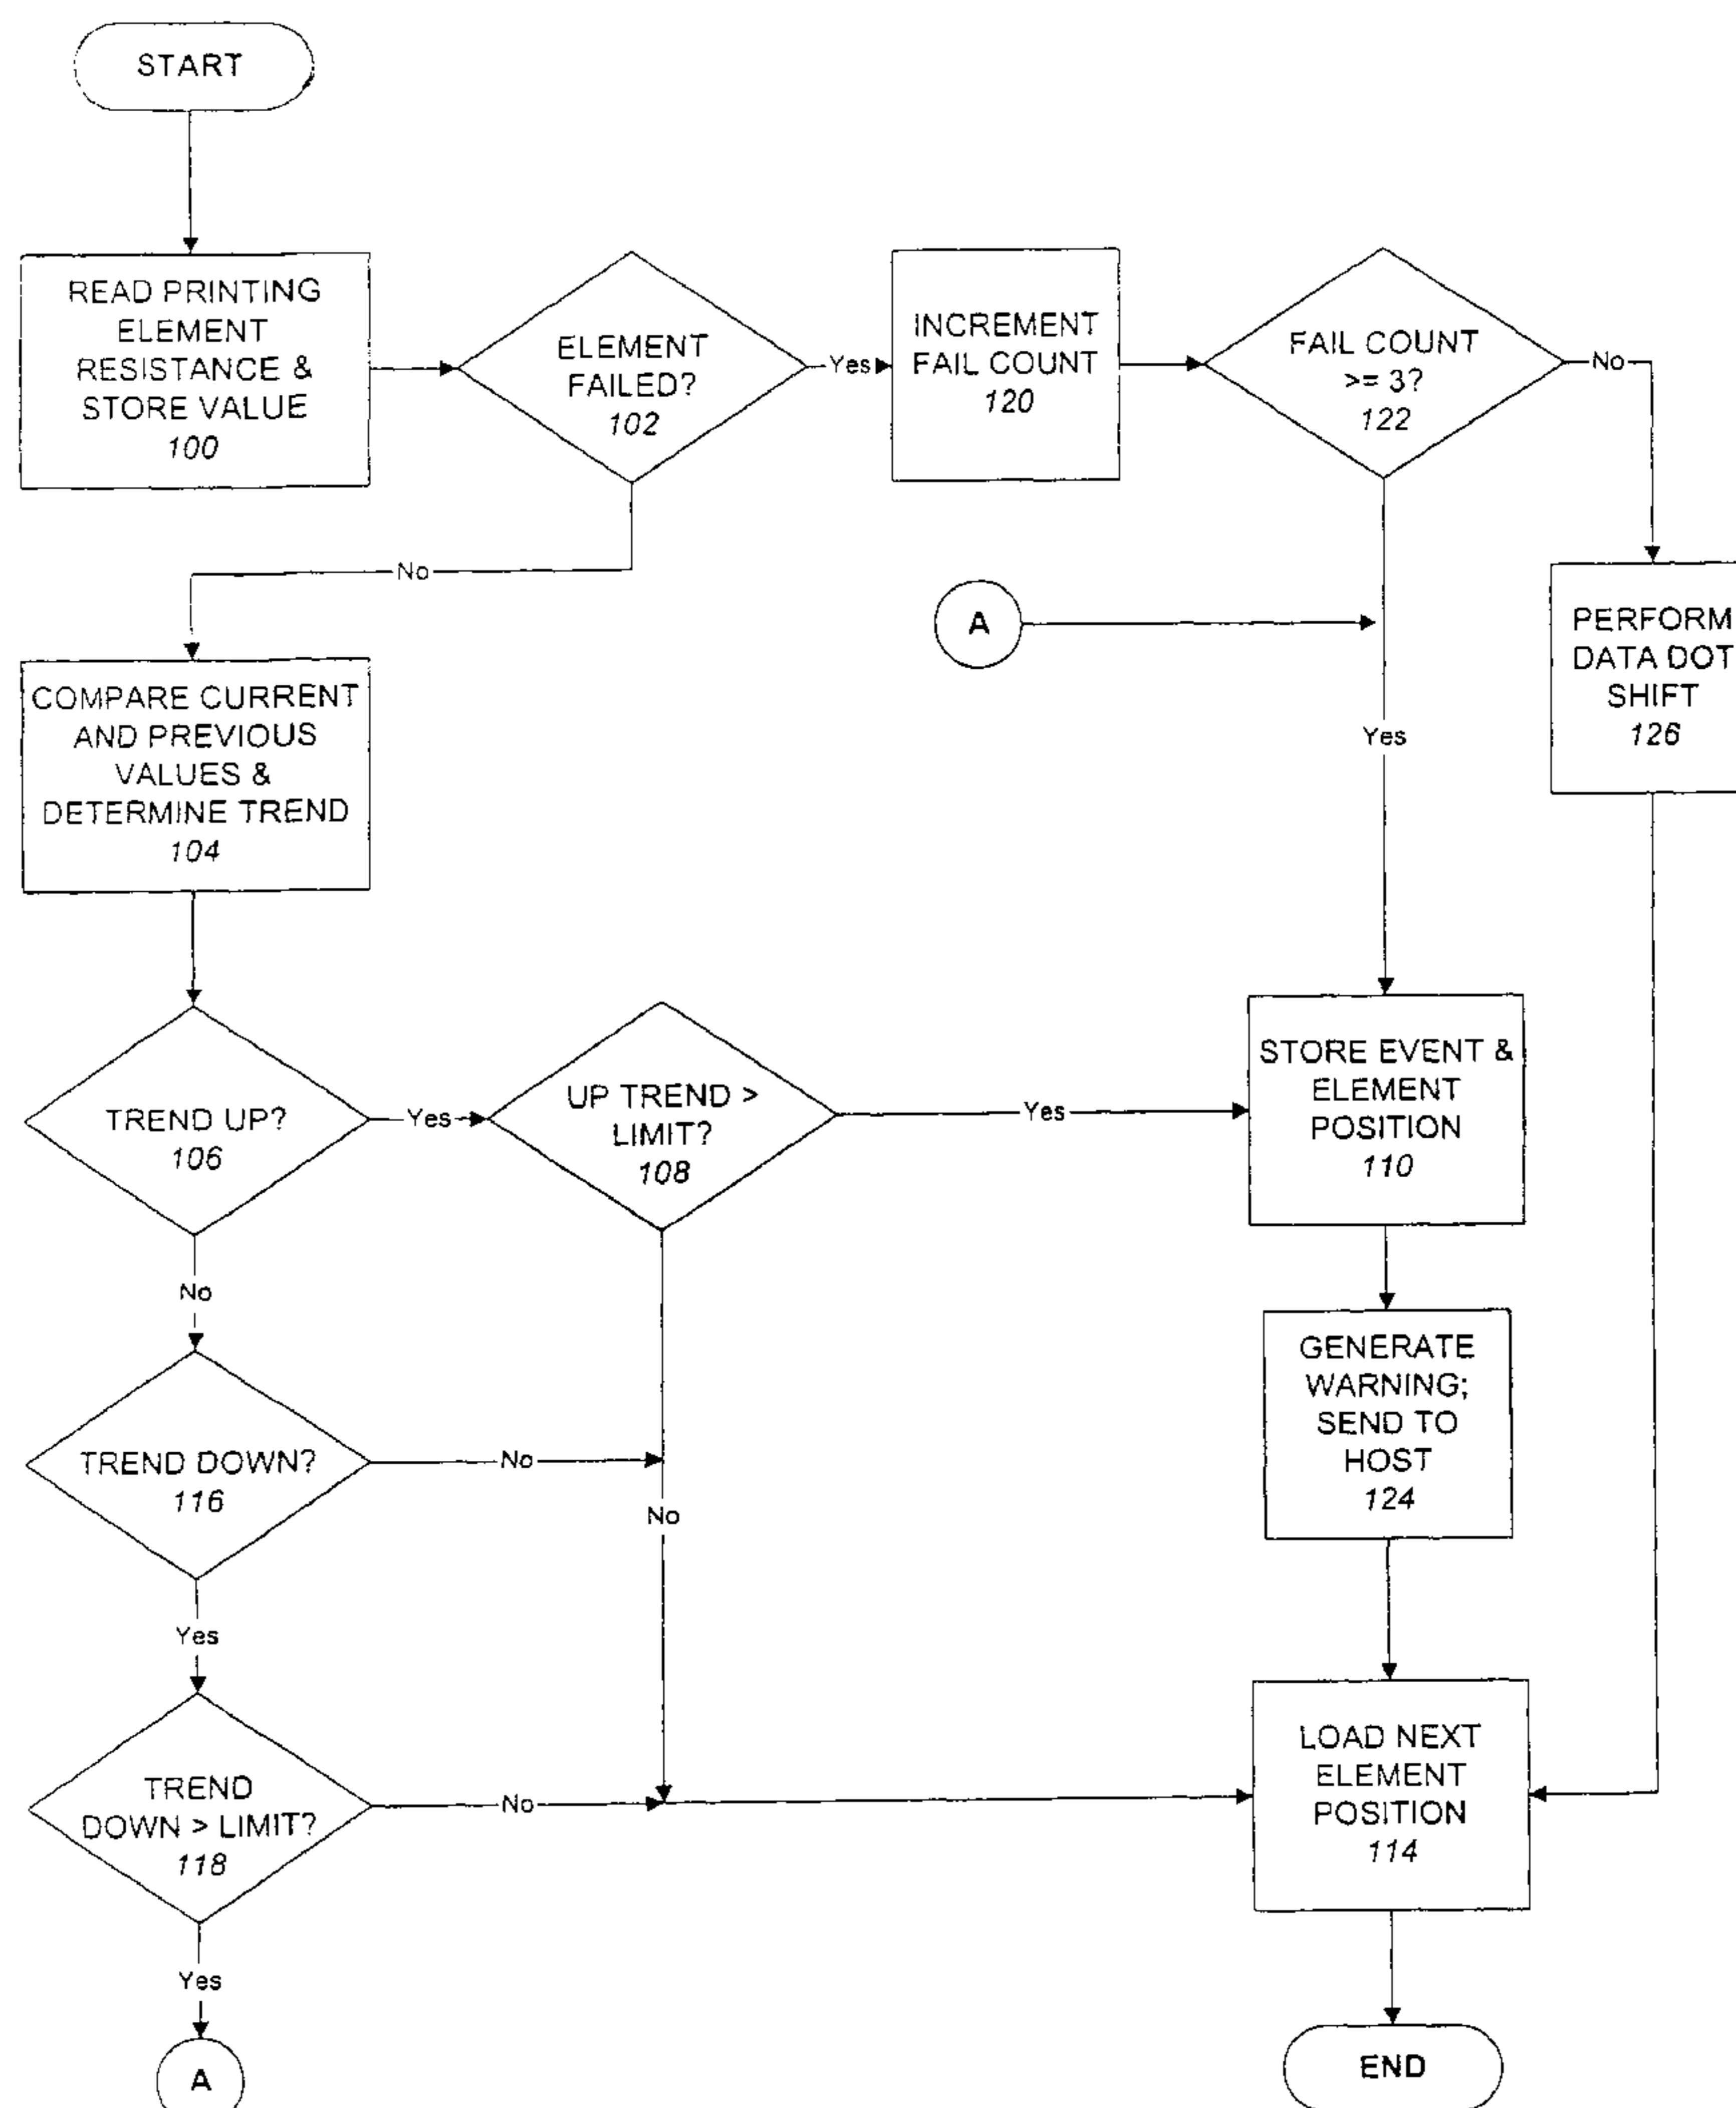 START
READ PRINTING
ELEMENT
RESISTANCE &
STORE VALUE
100
ELEMENT
FAILED?
102
Yes
INCREMENT
FAIL COUNT
120
FAIL COUNT
>= 3?
122
No
No
A
PERFORM
DATA DOT
SHIFT
126
COMPARE CURRENT
AND PREVIOUS
VALUES &
DETERMINE TREND
104
Yes
TREND UP?
106
Yes
UP TREND >
LIMIT?
108
Yes
STORE EVENT &
ELEMENT
POSITION
110
No
GENERATE
WARNING;
SEND TO
HOST
124
TREND DOWN?
116
No
No
Yes
TREND
DOWN > LIMIT?
118
No
LOAD NEXT
ELEMENT
POSITION
114
Yes
A
END